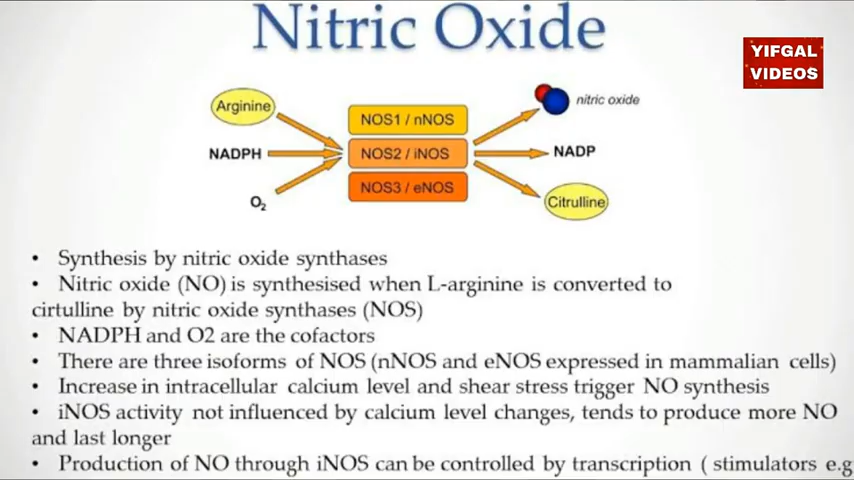 Nitric Oxide
YIFGAL
VIDEOS
Arginine
NADPH
O2
NOS1 / nNOS
NOS2 / iNOS
NOS3 / eNOS
nitric oxide
NADP
Citrulline
• Synthesis by nitric oxide synthases
• Nitric oxide (NO) is synthesised when L-arginine is converted to
cirtulline by nitric oxide synthases (NOS)
• NADPH and O2 are the cofactors
• There are three isoforms of NOS (nNOS and eNOS expressed in mammalian cells)
• Increase in intracellular calcium level and shear stress trigger NO synthesis
• iNOS activity not influenced by calcium level changes, tends to produce more NO
and last longer
• Production of NO through iNOS can be controlled by transcription ( stimulators e.g